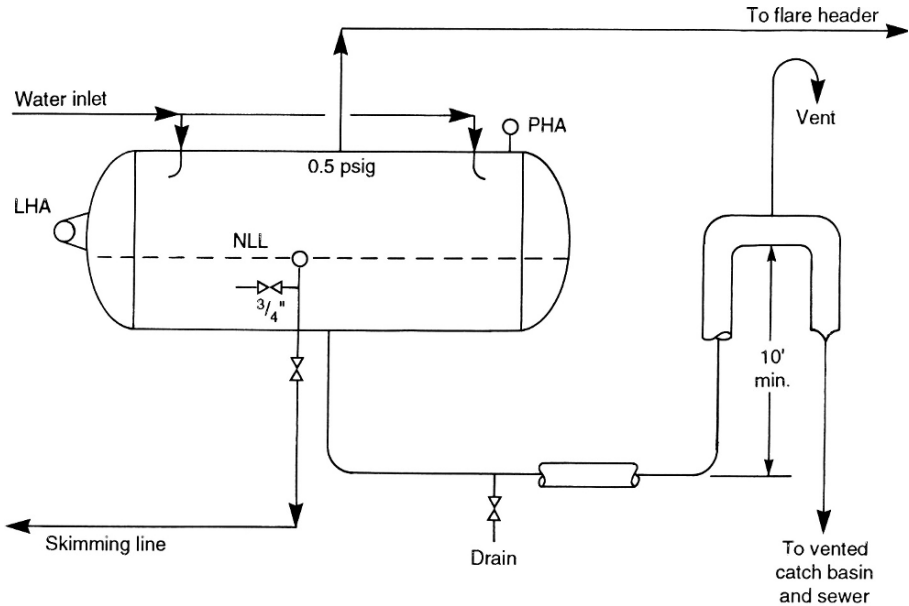 To flare header
Water inlet
PHA
Vent
0.5 psig
LHA
NLL
3/4"
10'
min.
Skimming line
Drain
To vented
catch basin
and sewer